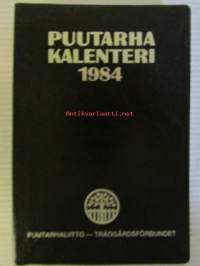 PUUTARHA
KALENTERI
1984
Antikvariaatti.net
PUUTARHALIITTO — TRÄDGÅRDSFÖRBUNDET